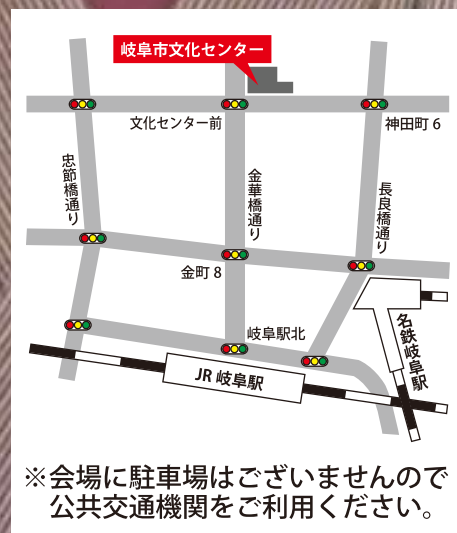 岐阜市文化センター
文化センター前
神田町6
忠節橋通り
金華橋通り
長良橋通り
金町8
岐阜駅北
名鉄岐阜駅
JR岐阜駅
※会場に駐車場はございませんので
公共交通機関をご利用ください。